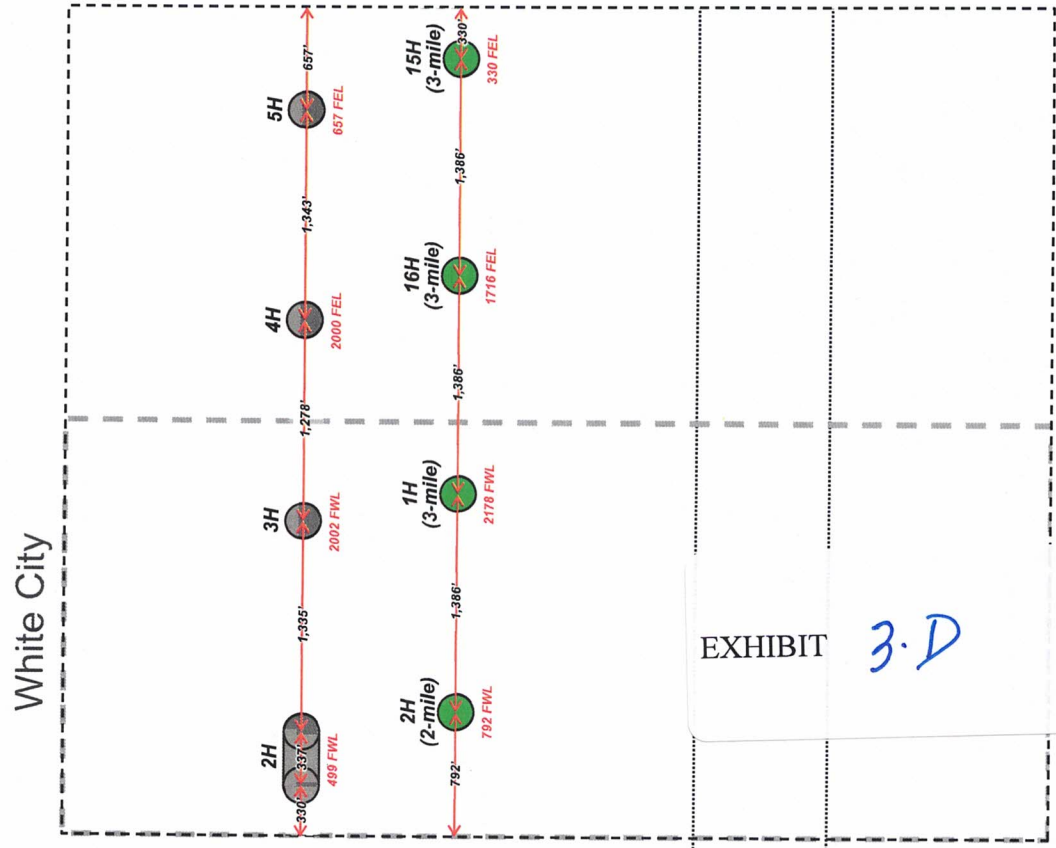 White City
2H
3H
4H
5H
330'
337'
1,335'
1,278'
1,343'
657'
499 FWL
2002 FWL
2000 FEL
657 FEL
2H
(2-mile)
1H
(3-mile)
16H
(3-mile)
15H
(3-mile)
792'
1,386'
1,386'
1,386'
330'
792 FWL
2178 FWL
1716 FEL
330 FEL
EXHIBIT 3.D